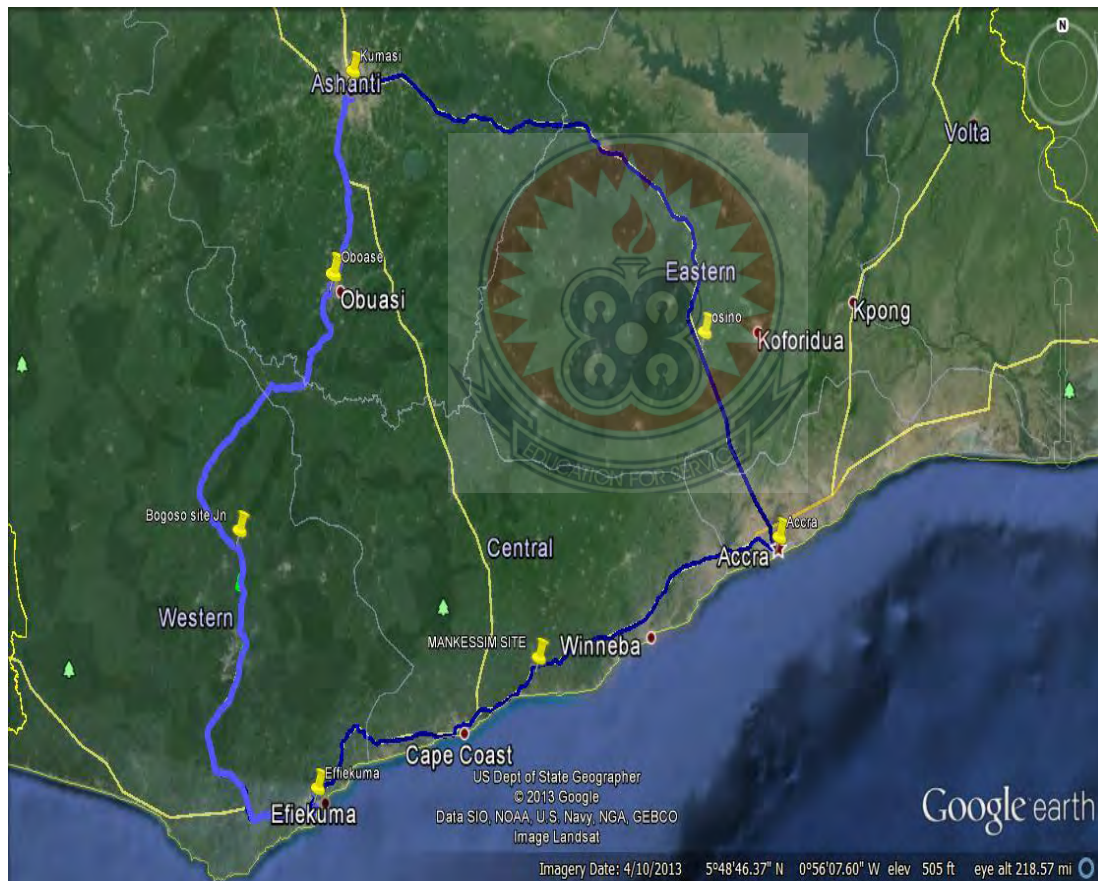 N
Kumasi
Ashanti
Volta
Oboase
Obuasi
Eastern
osino
Koforidua
Kpong
EDUCATION FOR SERVICE
Bogoso site Jn
Accra
Central
Accra
Western
MANKESSIM SITE
Winneba
Cape Coast
Effiekuma
Efiekuma
US Dept of State Geographer
© 2013 Google
Data SIO, NOAA, U.S. Navy, NGA, GEBCO
Image Landsat
Google earth
Imagery Date: 4/10/2013 5°48'46.37" N 0°56'07.60" W elev 505 ft eye alt 218.57 mi